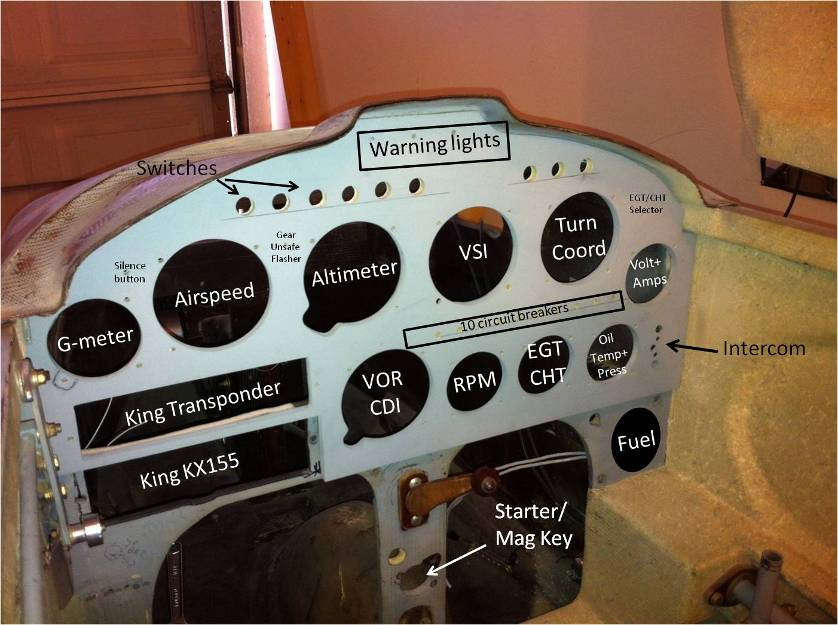 Warning lights
Switches
EGT/CHT
Selector
Gear
Unsafe
Flasher
Silence
button
Airspeed
Altimeter
VSI
Turn
Coord
Volt+
Amps
G-meter
10 circuit breakers
VOR
CDI
RPM
EGT
CHT
Oil
Temp+
Press
Intercom
King Transponder
King KX155
Fuel
Starter/
Mag Key